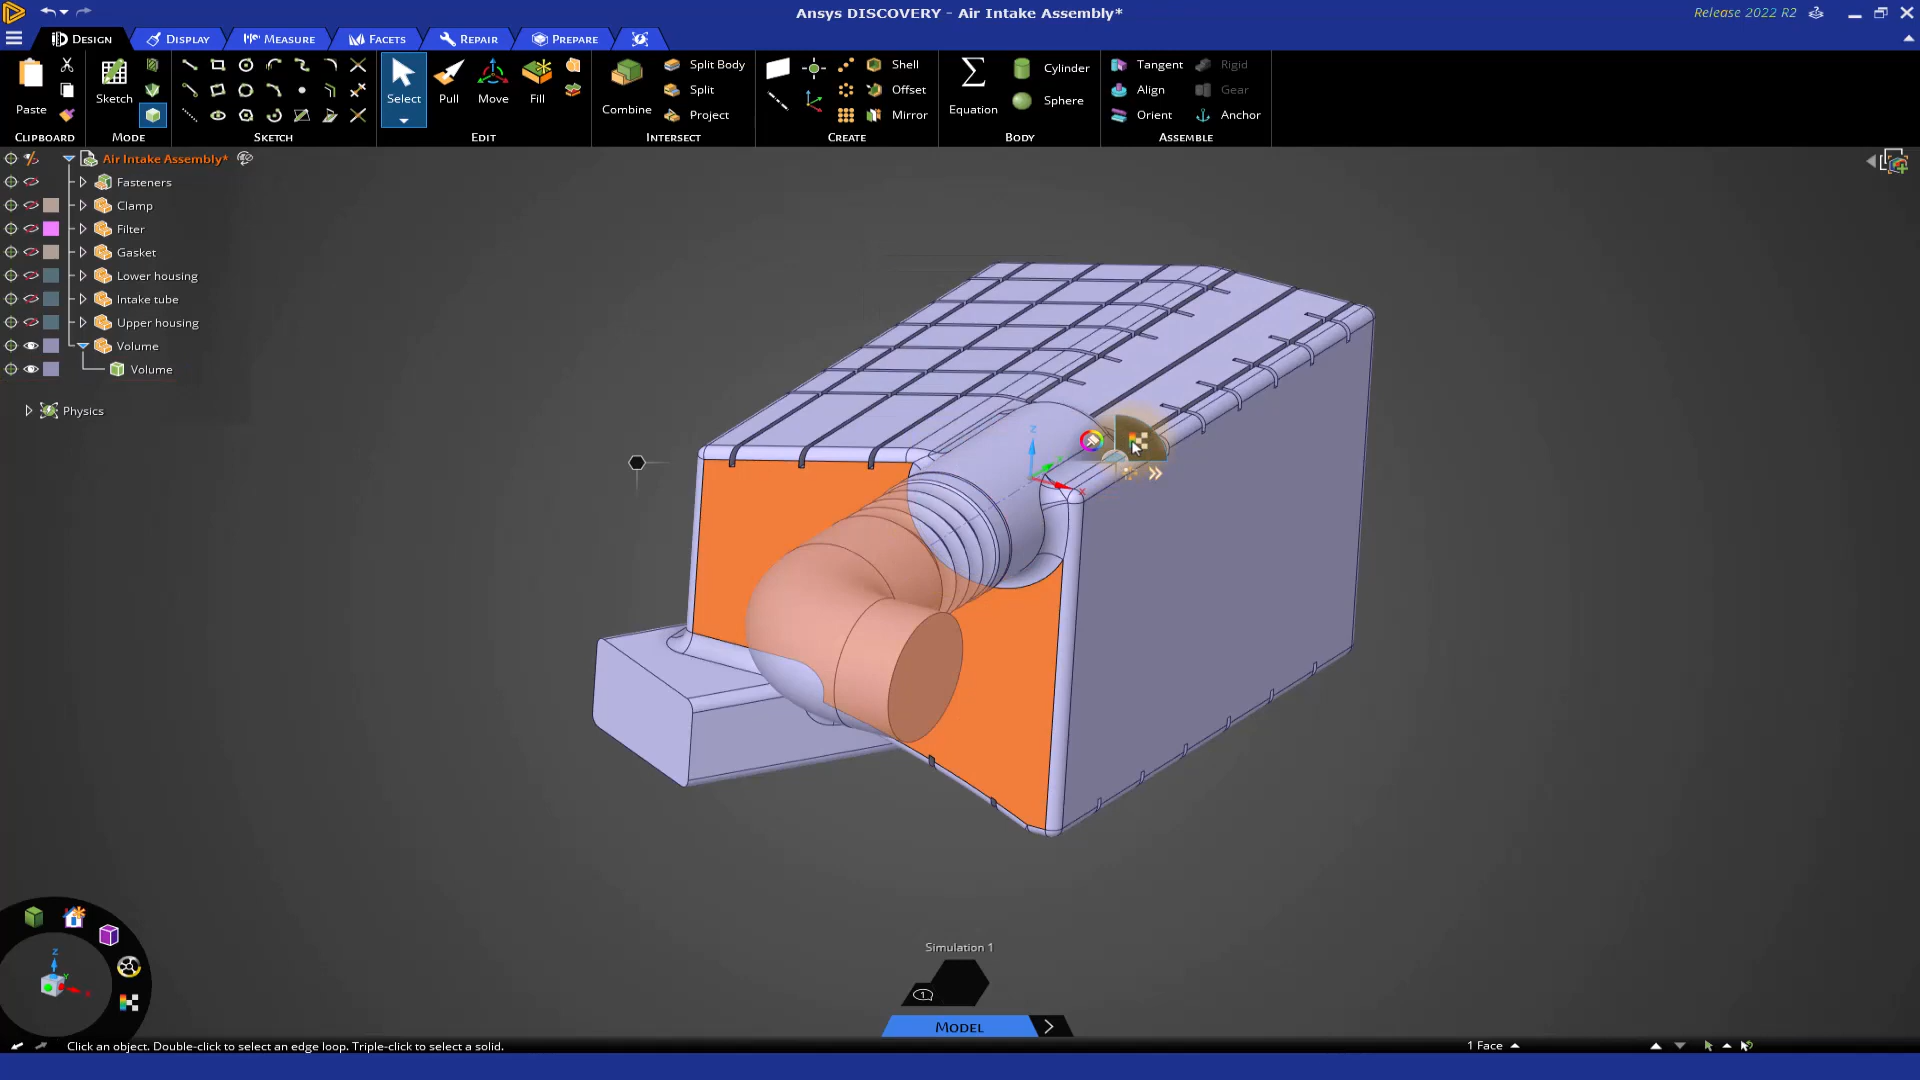 Ansys DISCOVERY - Air Intake Assembly*
Release 2022 R2
DESIGN
DISPLAY
MEASURE
FACETS
REPAIR
PREPARE
Paste
Sketch
Select
Pull
Move
Fill
Combine
Split Body
Split
Project
Shell
Offset
Mirror
Equation
Cylinder
Sphere
Tangent
Rigid
Align
Gear
Orient
Anchor
CLIPBOARD
MODE
SKETCH
EDIT
INTERSECT
CREATE
BODY
ASSEMBLE
Air Intake Assembly*
Fasteners
Clamp
Filter
Gasket
Lower housing
Intake tube
Upper housing
Volume
Volume
Physics
Z
X
Z
Y
X
Simulation 1
1
MODEL
Click an object. Double-click to select an edge loop. Triple-click to select a solid.
1 Face